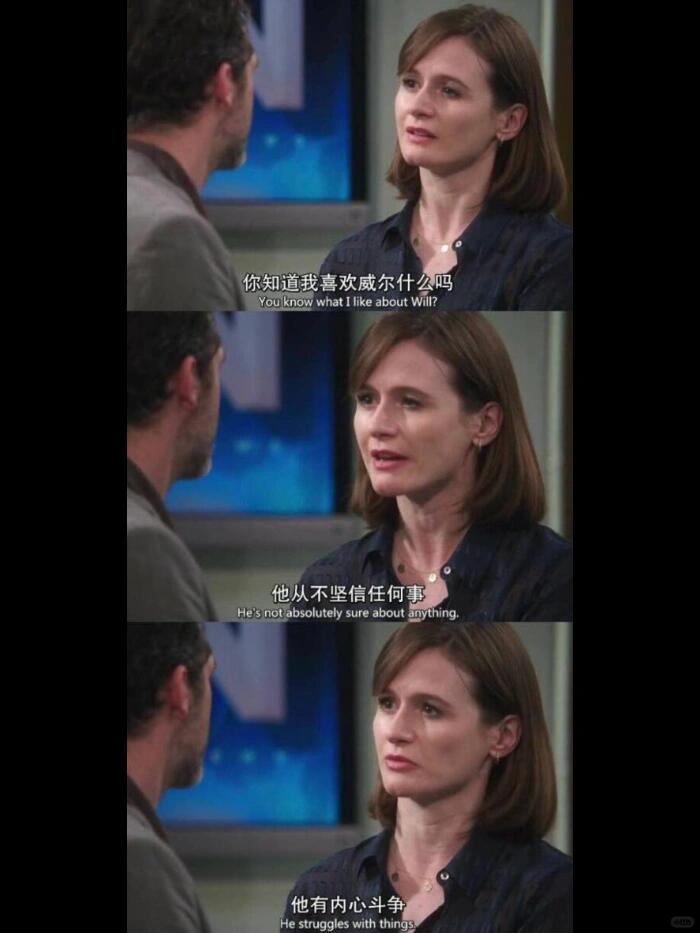 你知道我喜欢威尔什么吗
You know what I like about Will?
他从不坚信任何事
He's not absolutely sure about anything.
他有内心斗争
He struggles with things.